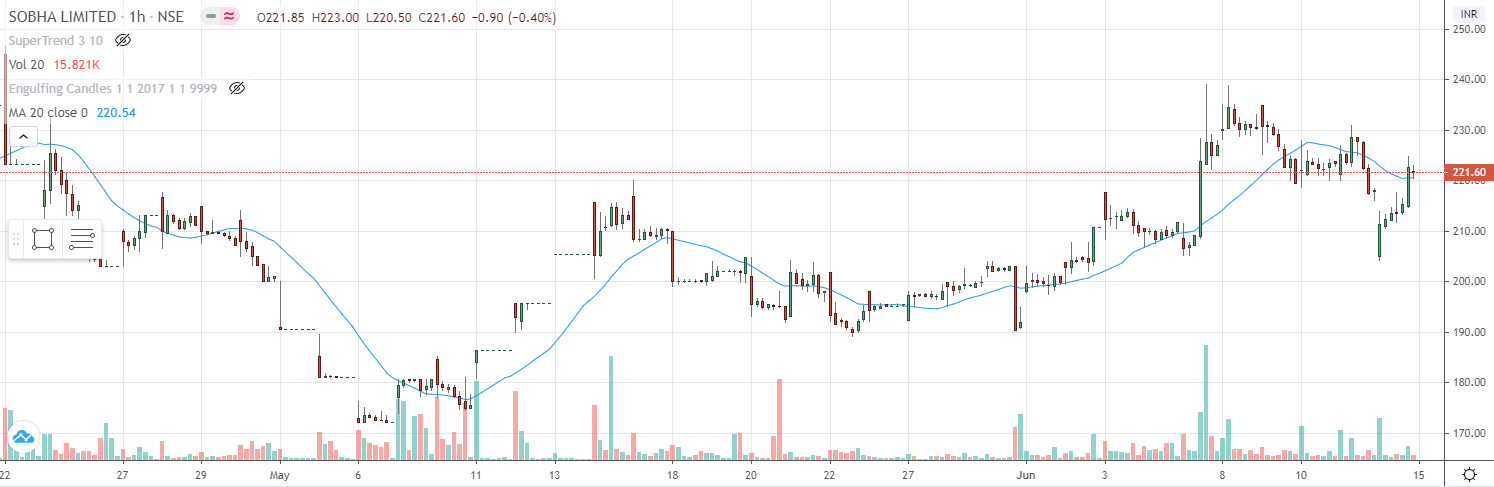 SOBHA LIMITED · 1h · NSE O221.85 H223.00 L220.50 C221.60 −0.90 (−0.40%)
INR
SuperTrend 3 10
Vol 20 15.821K
Engulfing Candles 1 1 2017 1 1 9999
MA 20 close 0 220.54
250.00
240.00
230.00
221.60
220.00
210.00
200.00
190.00
180.00
170.00
22 27 29 May 6 11 13 18 20 22 27 Jun 3 8 10 15